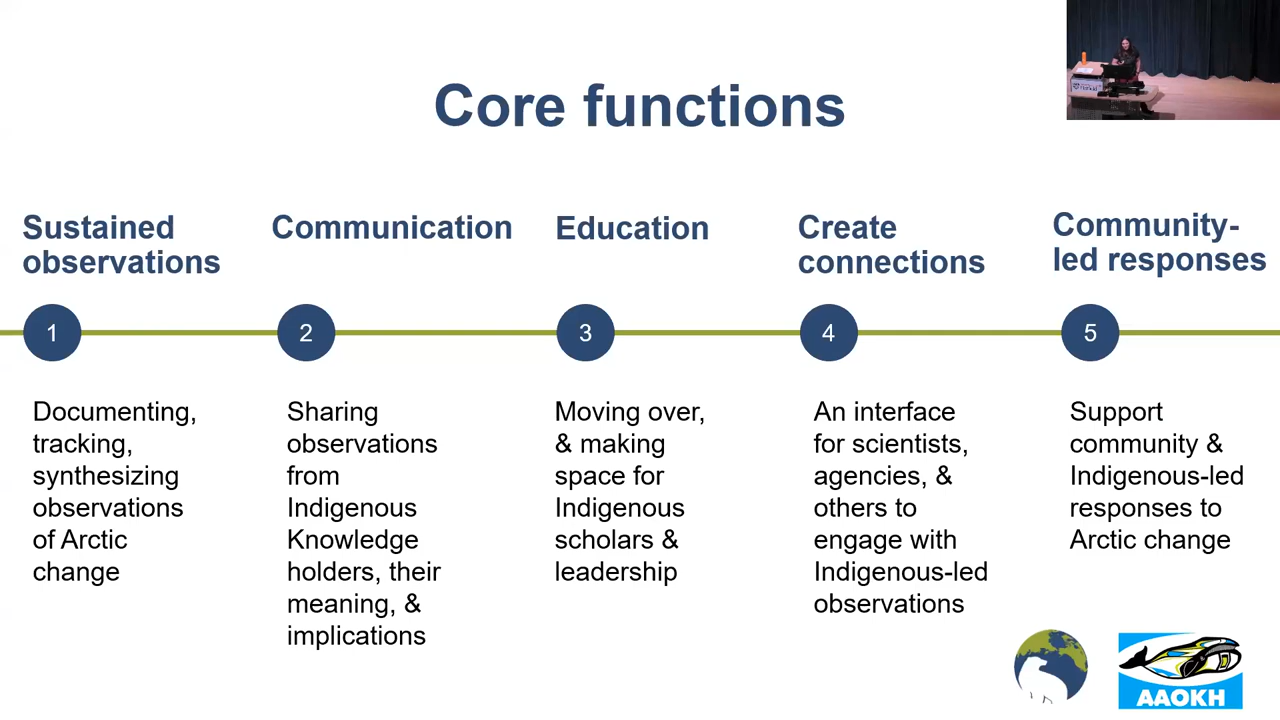 Core functions
Sustained
observations
Communication
Education
Create
connections
Community-
led responses
1
2
3
4
5
Documenting,
tracking,
synthesizing
observations
of Arctic
change
Sharing
observations
from
Indigenous
Knowledge
holders, their
meaning, &
implications
Moving over,
& making
space for
Indigenous
scholars &
leadership
An interface
for scientists,
agencies, &
others to
engage with
Indigenous-led
observations
Support
community &
Indigenous-led
responses to
Arctic change
AAOKH